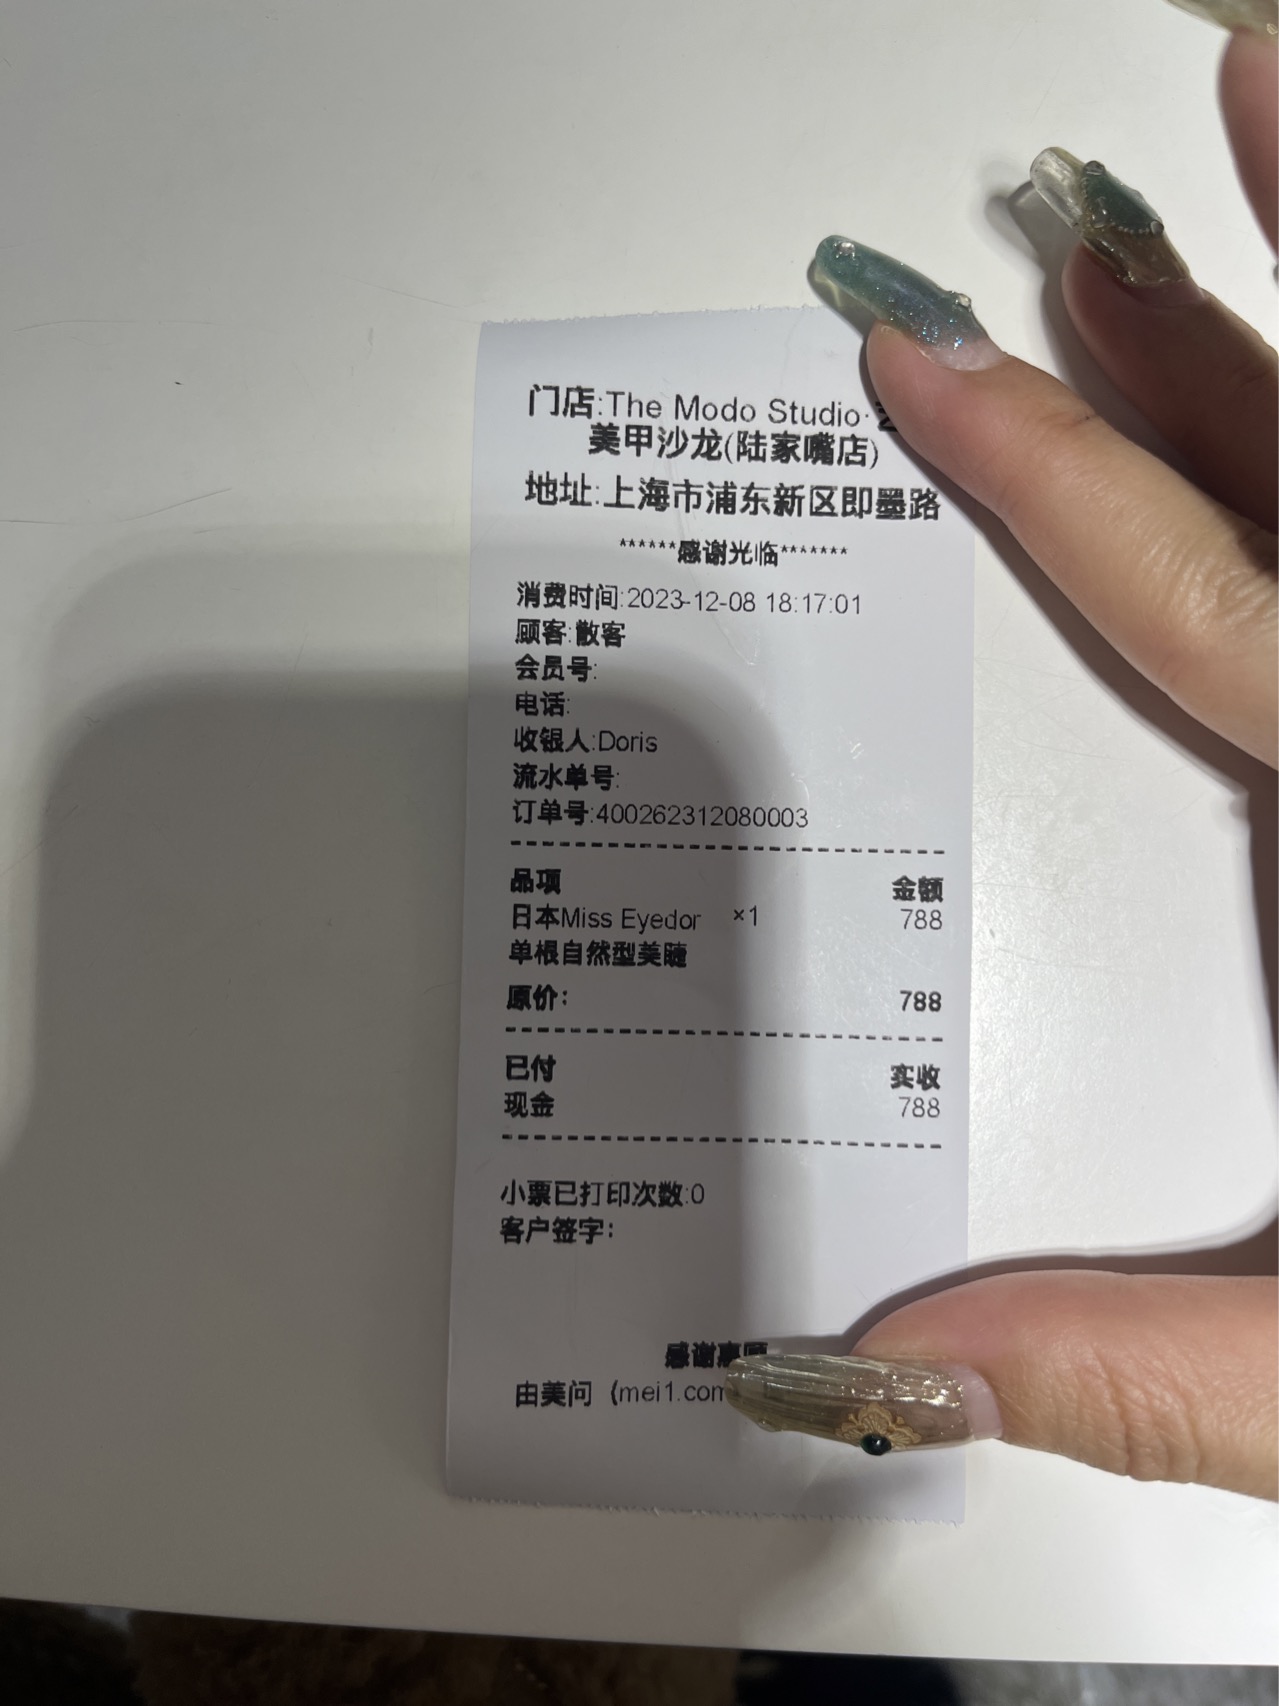 门店:The Modo Studio·
美甲沙龙(陆家嘴店)
地址:上海市浦东新区即墨路
******感谢光临*******
消费时间:2023-12-08 18:17:01
顾客:散客
会员号:
电话:
收银人:Doris
流水单号:
订单号:400262312080003
品项 金额
日本Miss Eyedor ×1 788
单根自然型美睫
原价: 788
已付 实收
现金 788
小票已打印次数:0
客户签字:
感谢惠顾
由美问 (mei1.com